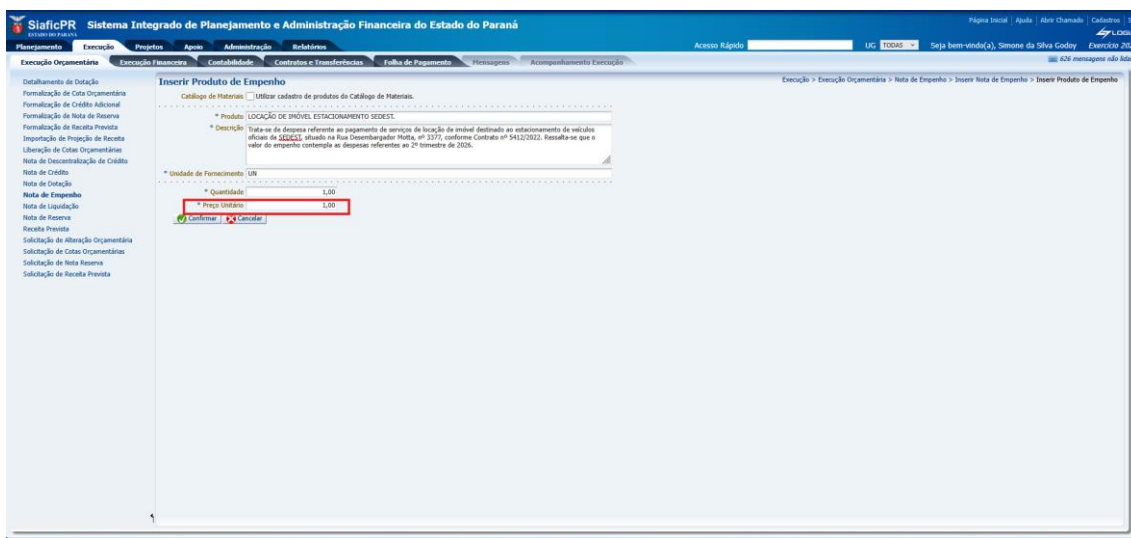 SiaficPR Sistema Integrado de Planejamento e Administração Financeira do Estado do Paraná
ESTADO DO PARANÁ
Página Inicial | Ajuda | Abrir Chamado | Cadastros |
Planejamento Execução Projetos Apoio Administração Relatórios
Acesso Rápido UG TODAS Seja bem-vindo(a), Simone da Silva Godoy Exercício 20
Execução Orçamentária Execução Financeira Contabilidade Contratos e Transferências Folha de Pagamento Mensagens Acompanhamento Execução
626 mensagens não lida
Execução > Execução Orçamentária > Nota de Empenho > Inserir Nota de Empenho > Inserir Produto de Empenho
Detalhamento de Dotação
Formalização de Cota Orçamentária
Formalização de Crédito Adicional
Formalização de Nota de Reserva
Formalização de Receita Prevista
Importação de Projeção de Receita
Liberação de Cotas Orçamentárias
Nota de Descentralização de Crédito
Nota de Crédito
Nota de Dotação
Nota de Empenho
Nota de Liquidação
Nota de Reserva
Receita Prevista
Solicitação de Alteração Orçamentária
Solicitação de Cotas Orçamentárias
Solicitação de Nota Reserva
Solicitação de Receita Prevista
Inserir Produto de Empenho
Catálogo de Materiais Utilizar cadastro de produtos do Catálogo de Materiais.
* Produto LOCAÇÃO DE IMÓVEL ESTACIONAMENTO SEDEST.
* Descrição Trata-se de despesa referente ao pagamento de serviços de locação de imóvel destinado ao estacionamento de veículos
oficiais da SEDEST, situado na Rua Desembargador Motta, nº 3377, conforme Contrato nº 5412/2022. Ressalta-se que o
valor do empenho contempla as despesas referentes ao 2º trimestre de 2026.
* Unidade de Fornecimento UN
* Quantidade 1,00
* Preço Unitário 1,00
Confirmar Cancelar